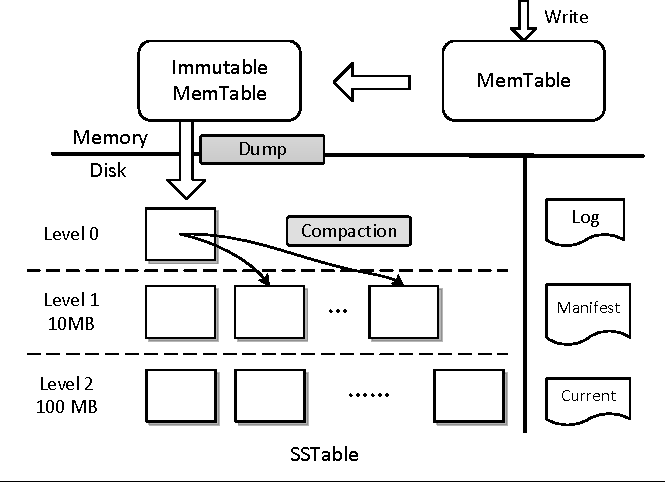 Write
Immutable
MemTable
MemTable
Memory
Dump
Disk
Level 0
Compaction
Log
Level 1
10MB
...
Manifest
Level 2
100 MB
......
Current
SSTable